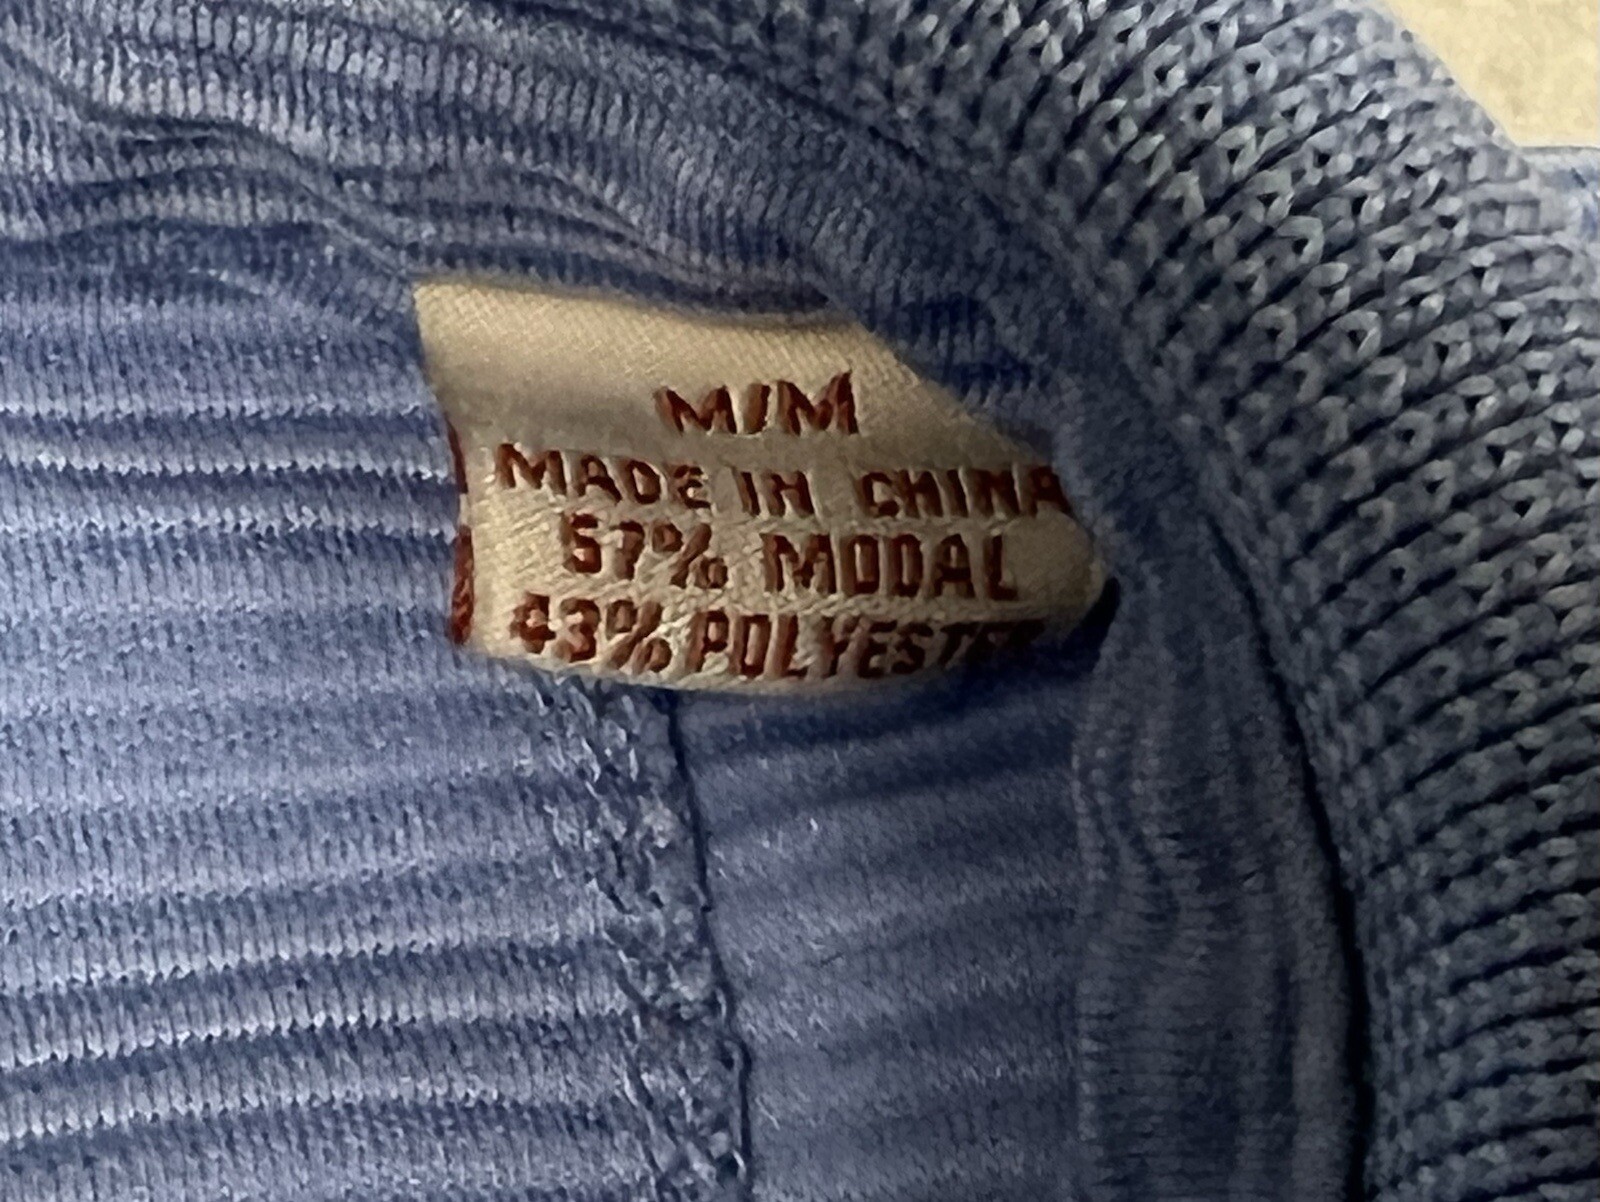 M/M
MADE IN CHINA
57% MODAL
43% POLYESTER